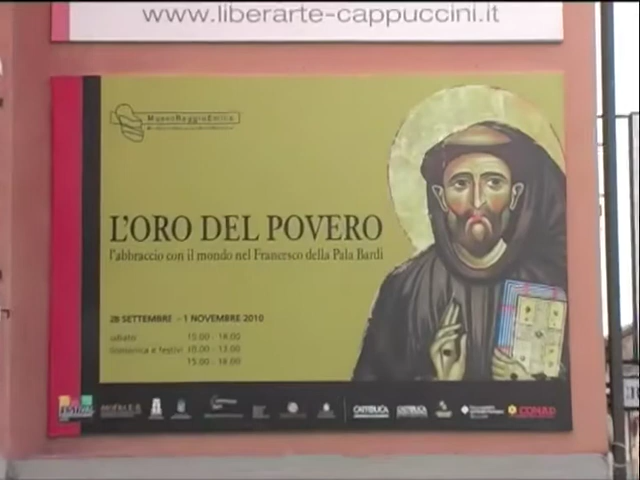 www.liberarte-cappuccini.it
MuseoReggioEmilia
L'ORO DEL POVERO
l'abbraccio con il mondo nel Francesco della Pala Bardi
28 SETTEMBRE - 1 NOVEMBRE 2010
sabato 15.00 - 18.00
domenica e festivi 10.00 - 13.00
15.00 - 18.00
CATTOLICA CONAD